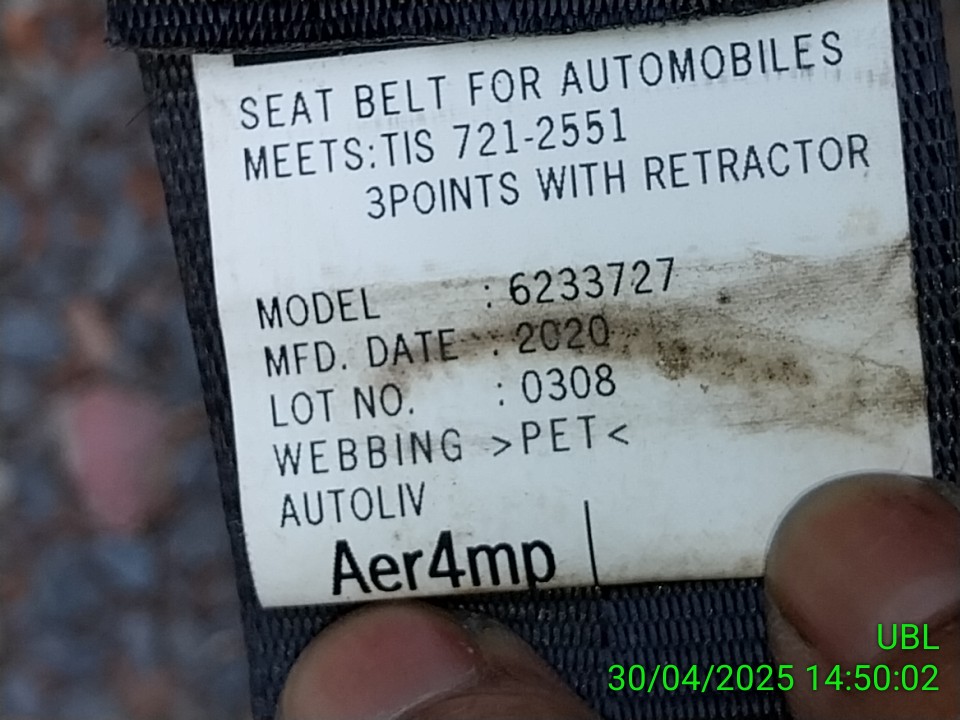 SEAT BELT FOR AUTOMOBILES
MEETS:TIS 721-2551
3POINTS WITH RETRACTOR
MODEL : 6233727
MFD. DATE : 2020
LOT NO. : 0308
WEBBING >PET<
AUTOLIV
Aer4mp
UBL
30/04/2025 14:50:02